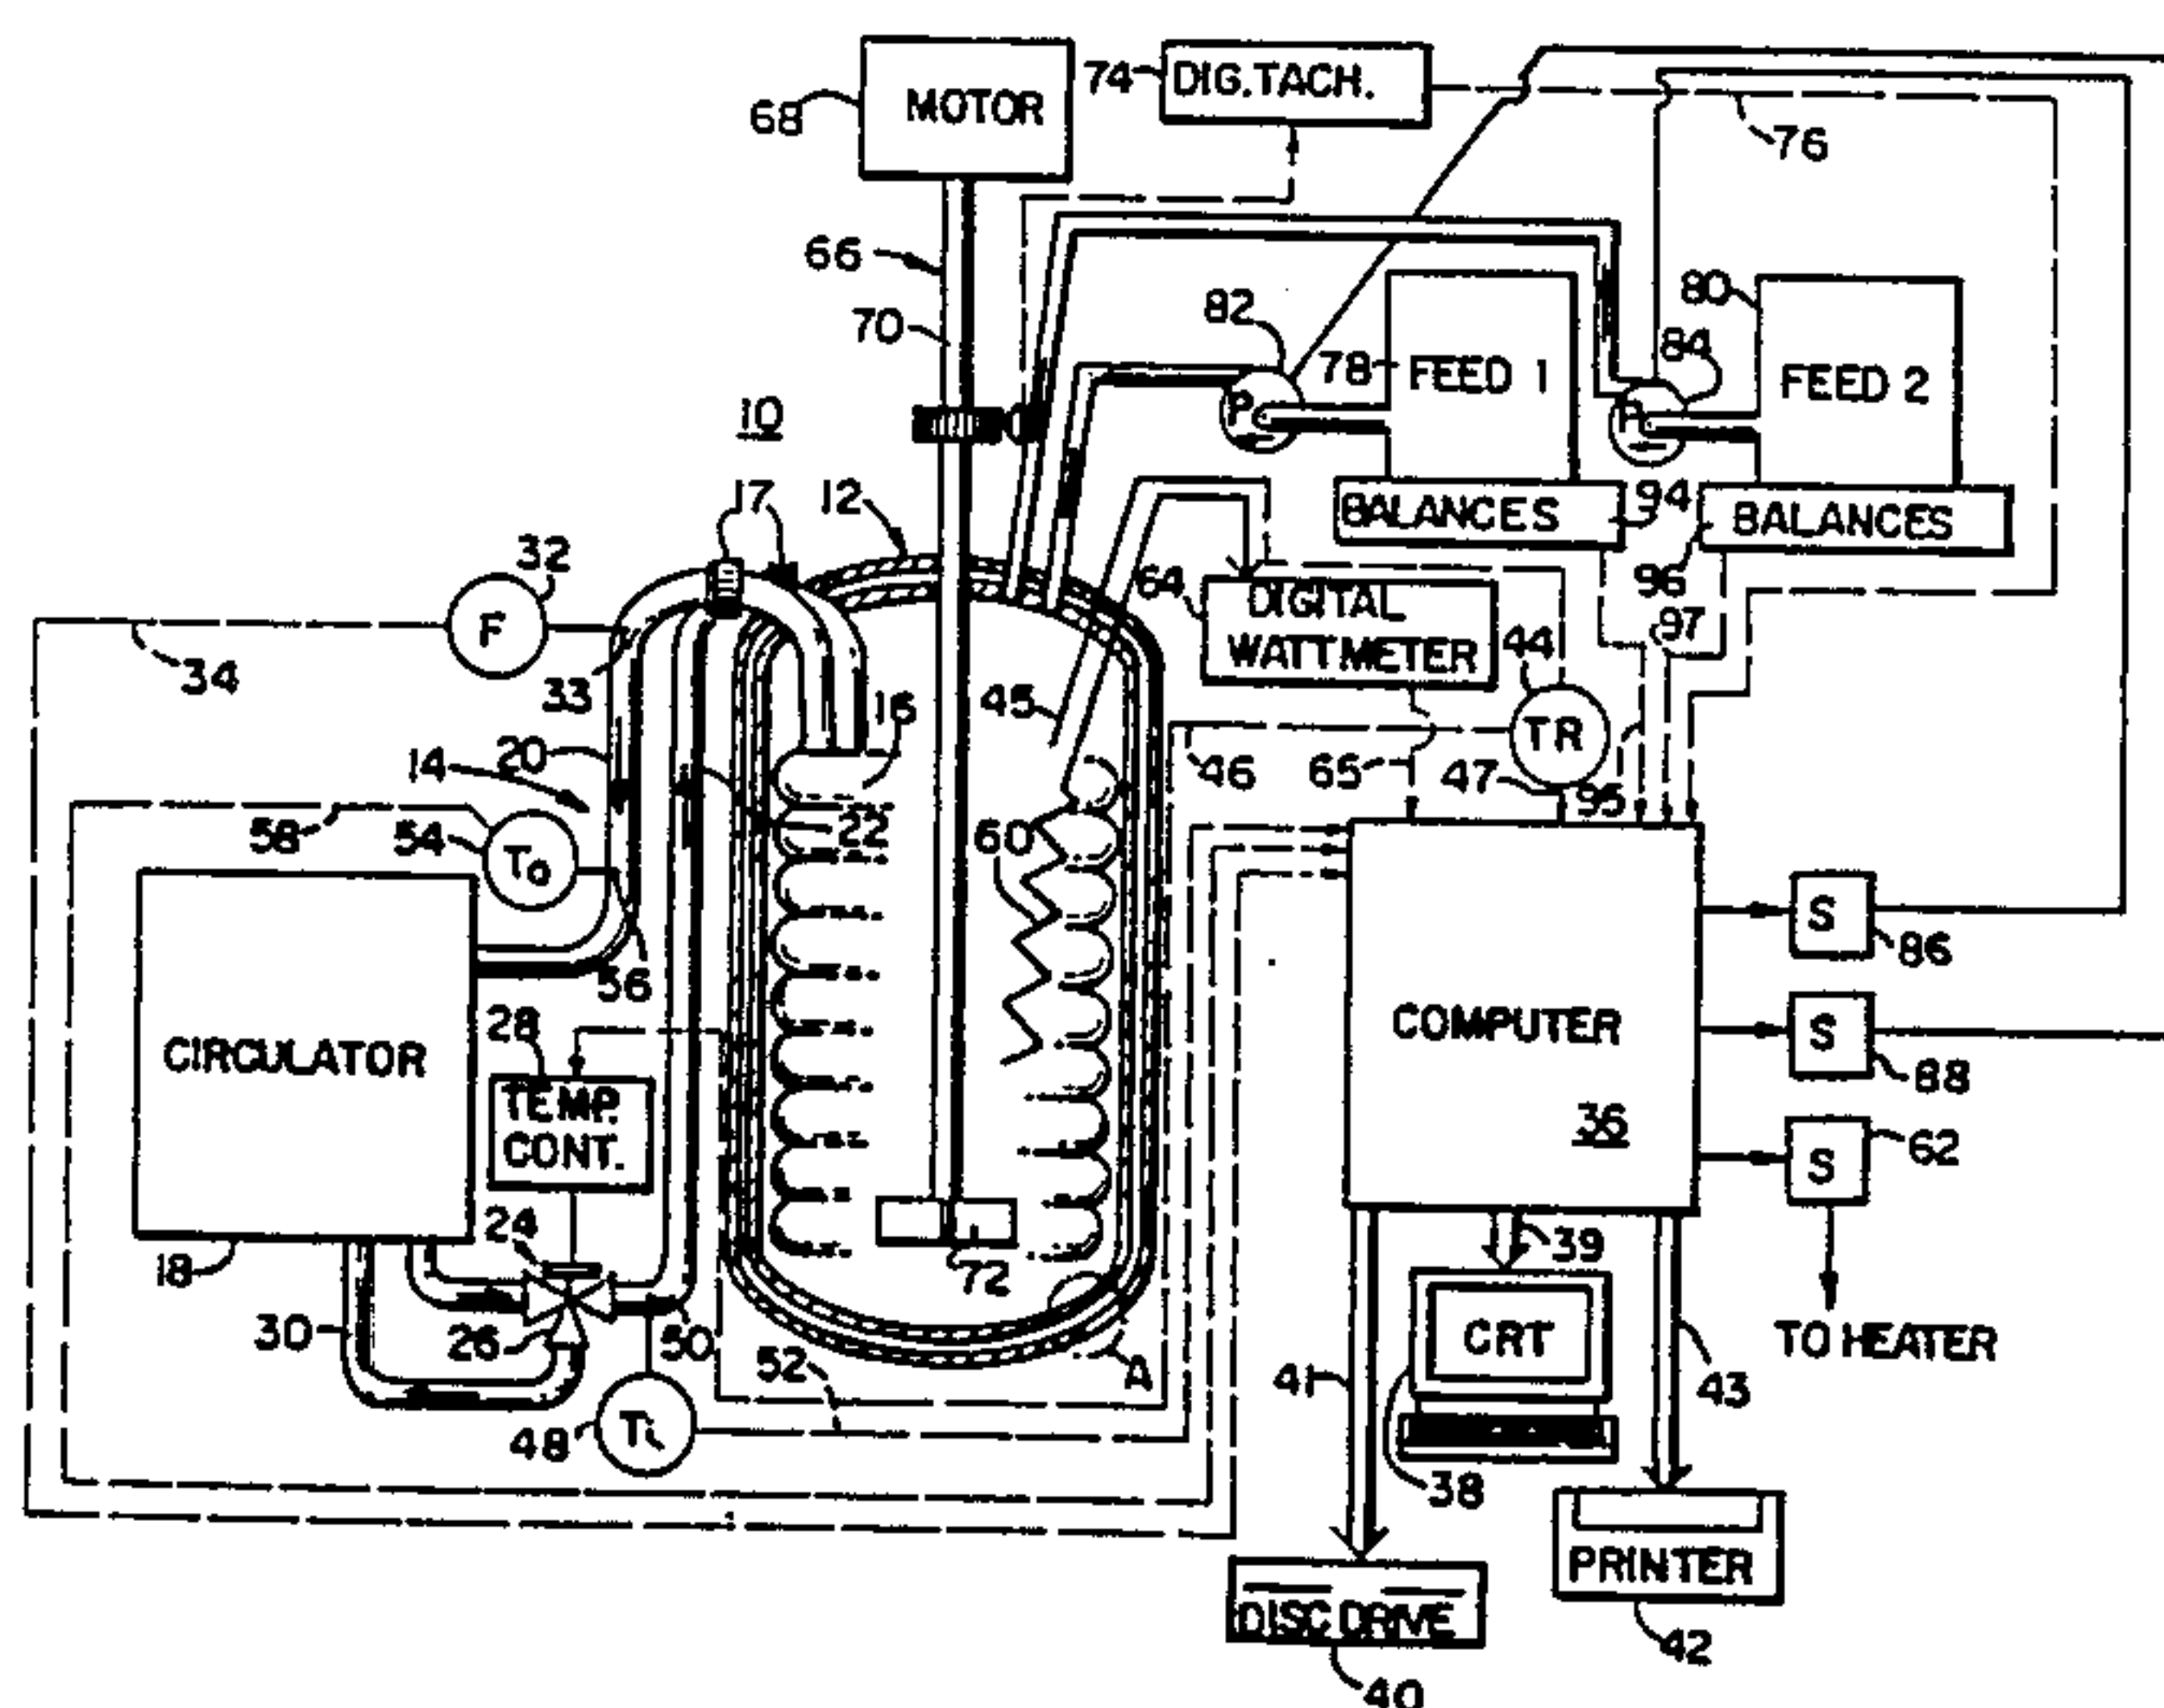 MOTOR
68
74
DIG. TACH.
76
66
70
82
78
FEED 1
80
84
FEED 2
P
P
10
17
12
BALANCES
94
BALANCES
96
32
F
34
33
64
DIGITAL
WATTMETER
97
44
TR
16
45
20
14
46
65
47
95
58
54
To
22
60
56
S
86
CIRCULATOR
28
TEMP.
CONT.
COMPUTER
36
S
88
S
62
24
18
30
26
50
72
39
52
A
41
CRT
43
TO HEATER
48
Ti
38
PRINTER
DISC DRIVE
42
40